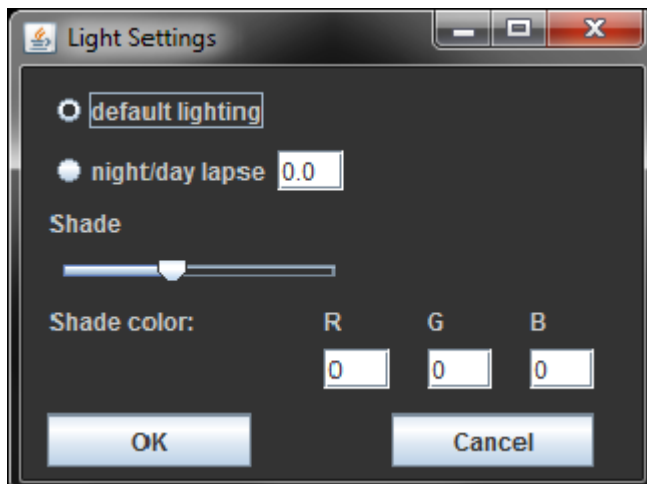 Light Settings
default lighting
night/day lapse 0.0
Shade
Shade color: R G B
0 0 0
OK Cancel